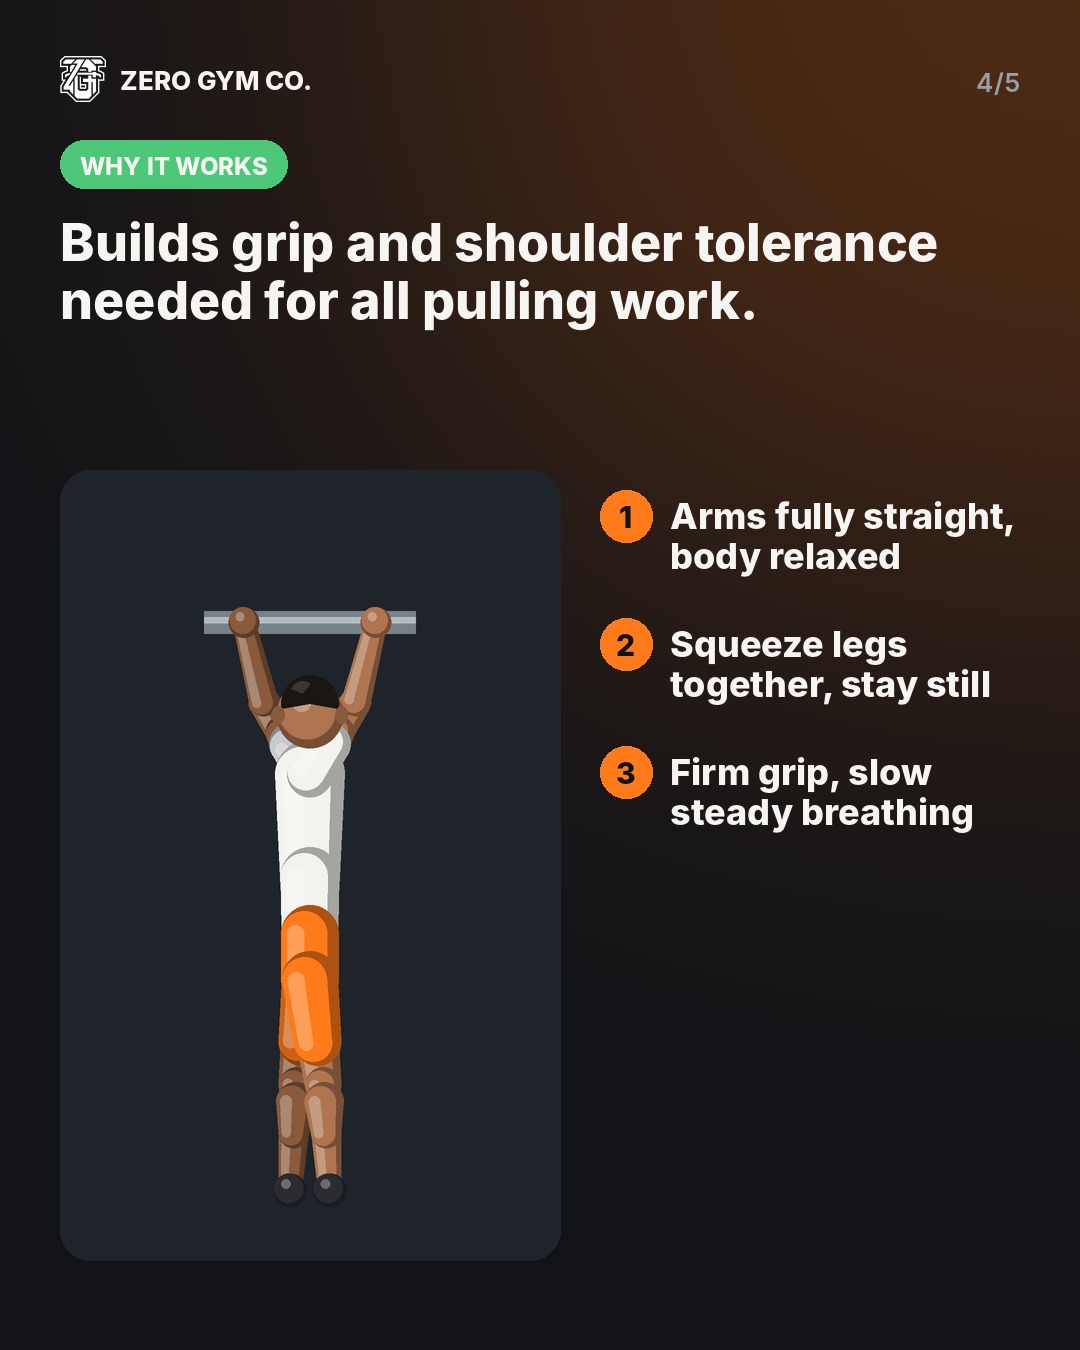 ZERO GYM CO.
4/5
WHY IT WORKS
Builds grip and shoulder tolerance
needed for all pulling work.
1 Arms fully straight,
body relaxed
2 Squeeze legs
together, stay still
3 Firm grip, slow
steady breathing